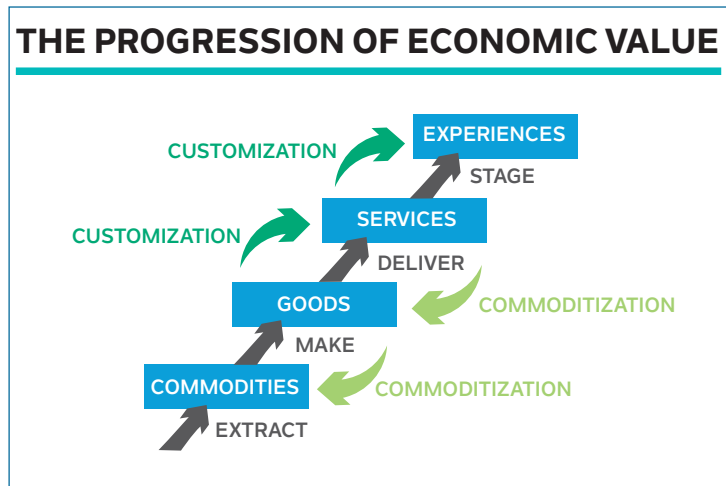 THE PROGRESSION OF ECONOMIC VALUE
EXPERIENCES
CUSTOMIZATION
STAGE
SERVICES
CUSTOMIZATION
DELIVER
GOODS
COMMODITIZATION
MAKE
COMMODITIES
COMMODITIZATION
EXTRACT